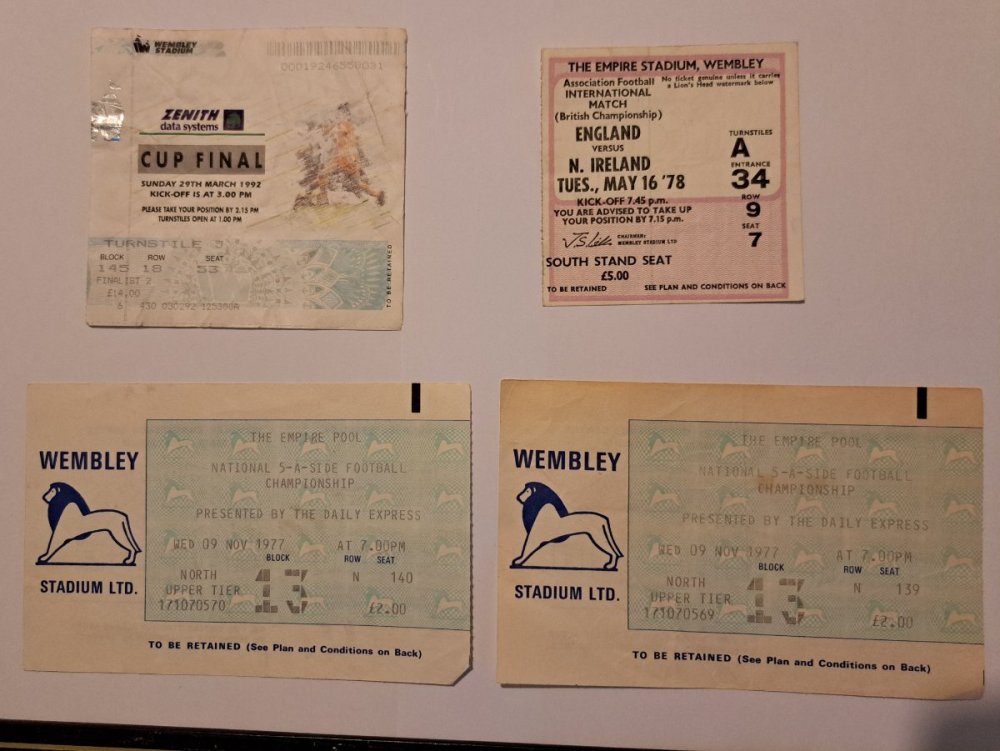 WEMBLEY
STADIUM
00019246558031
ZENITH
data systems
CUP FINAL
SUNDAY 29TH MARCH 1992
KICK-OFF IS AT 3.00 PM
PLEASE TAKE YOUR POSITION BY 2.15 PM
TURNSTILES OPEN AT 1.00 PM
TURNSTILE J
BLOCK ROW SEAT
145 18 53
FINALIST 2
£14.00
6 430 030292 125390A
TO BE RETAINED
THE EMPIRE STADIUM, WEMBLEY
Association Football
INTERNATIONAL
MATCH
(British Championship)
No ticket genuine unless it carries
a Lion's Head watermark below
ENGLAND
VERSUS
N. IRELAND
TUES., MAY 16 '78
KICK-OFF 7.45 p.m.
YOU ARE ADVISED TO TAKE UP
YOUR POSITION BY 7.15 p.m.
CHAIRMAN:
WEMBLEY STADIUM LTD
TURNSTILES
A
ENTRANCE
34
ROW
9
SEAT
7
SOUTH STAND SEAT
£5.00
TO BE RETAINED SEE PLAN AND CONDITIONS ON BACK
WEMBLEY
STADIUM LTD.
THE EMPIRE POOL
NATIONAL 5-A-SIDE FOOTBALL
CHAMPIONSHIP
PRESENTED BY THE DAILY EXPRESS
WED 09 NOV 1977 AT 7.00PM
BLOCK ROW SEAT
NORTH 13 N 140
UPPER TIER
171070570 £2.00
TO BE RETAINED (See Plan and Conditions on Back)
WEMBLEY
STADIUM LTD.
THE EMPIRE POOL
NATIONAL 5-A-SIDE FOOTBALL
CHAMPIONSHIP
PRESENTED BY THE DAILY EXPRESS
WED 09 NOV 1977 AT 7.00PM
BLOCK ROW SEAT
NORTH 13 N 139
UPPER TIER
171070569 £2.00
TO BE RETAINED (See Plan and Conditions on Back)